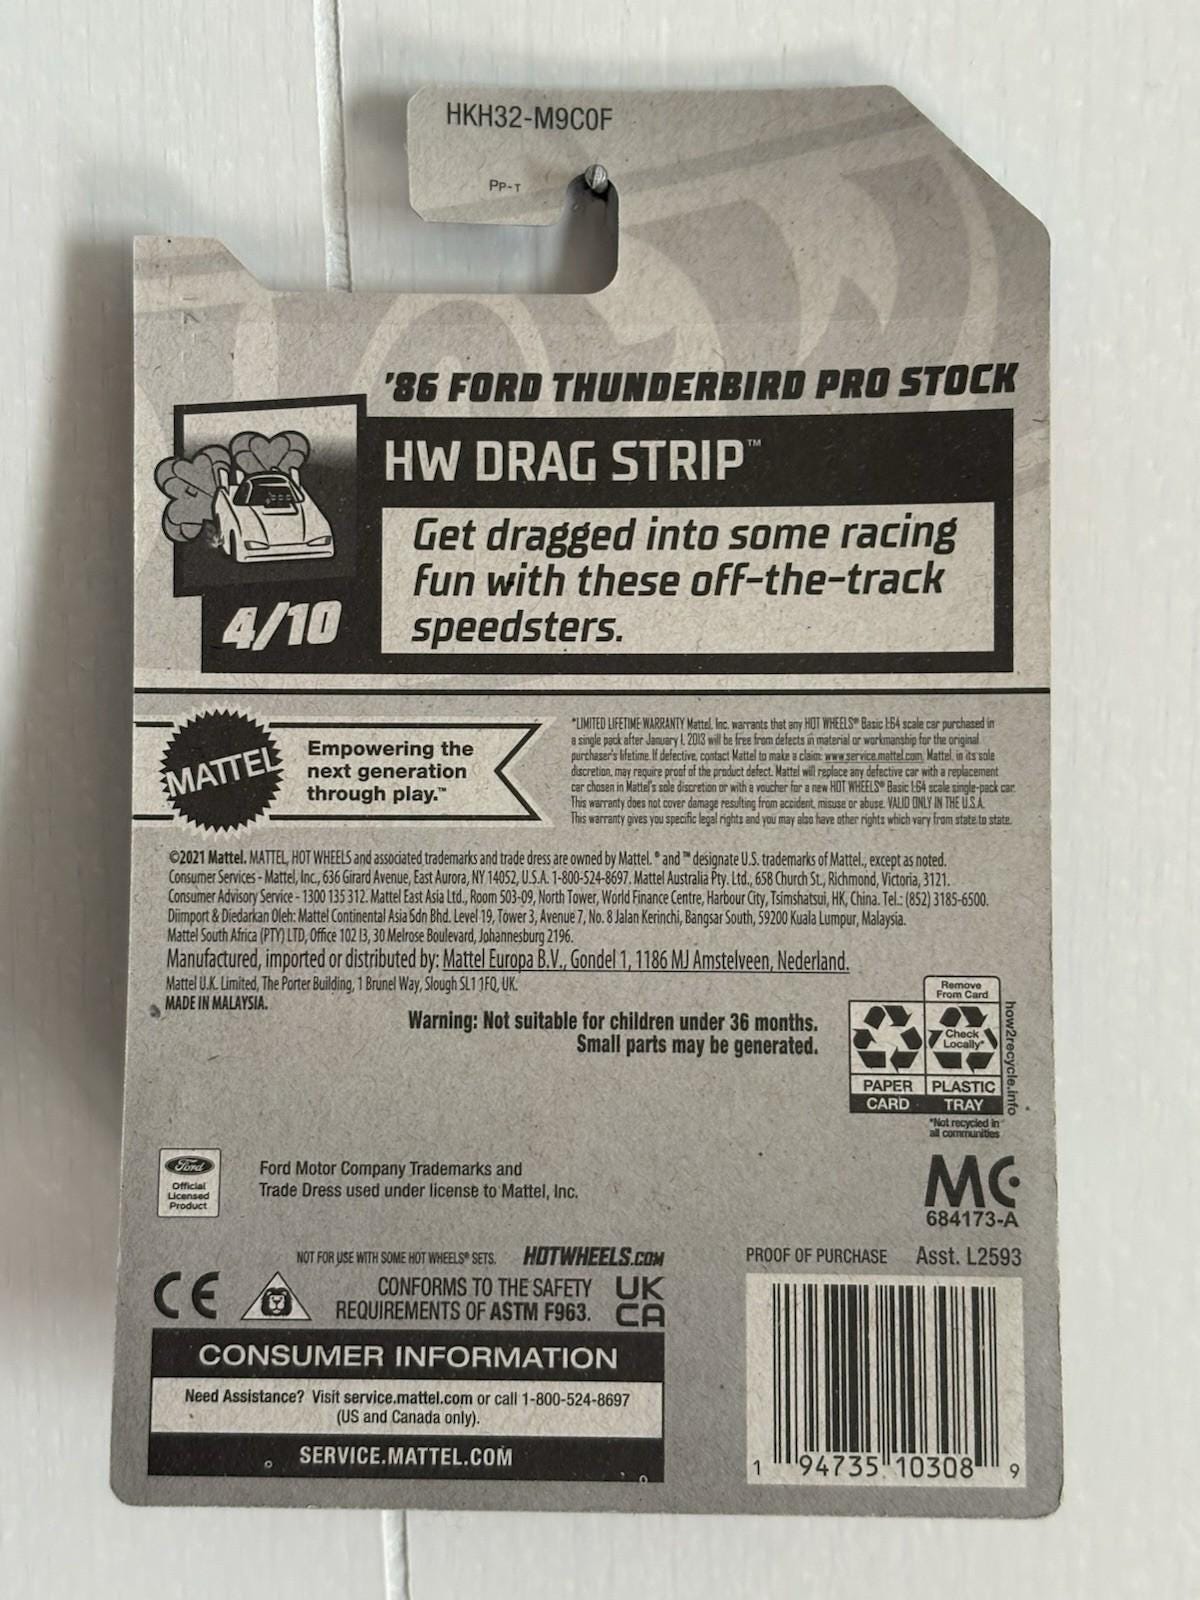 HKH32-M9C0F
PP-T
'86 FORD THUNDERBIRD PRO STOCK
HW DRAG STRIP™
Get dragged into some racing
fun with these off-the-track
speedsters.
4/10
MATTEL
Empowering the
next generation
through play.™
*LIMITED LIFETIME WARRANTY Mattel, Inc. warrants that any HOT WHEELS® Basic 1:64 scale car purchased in
a single pack after January 1, 2013 will be free from defects in material or workmanship for the original
purchaser's lifetime. If defective, contact Mattel to make a claim: www.service.mattel.com. Mattel, in its sole
discretion, may require proof of the product defect. Mattel will replace any defective car with a replacement
car chosen in Mattel's sole discretion or with a voucher for a new HOT WHEELS® Basic 1:64 scale single-pack car.
This warranty does not cover damage resulting from accident, misuse or abuse. VALID ONLY IN THE U.S.A.
This warranty gives you specific legal rights and you may also have other rights which vary from state to state.
©2021 Mattel. MATTEL, HOT WHEELS and associated trademarks and trade dress are owned by Mattel. ® and ™ designate U.S. trademarks of Mattel., except as noted.
Consumer Services - Mattel, Inc., 636 Girard Avenue, East Aurora, NY 14052, U.S.A. 1-800-524-8697. Mattel Australia Pty. Ltd., 658 Church St., Richmond, Victoria, 3121.
Consumer Advisory Service - 1300 135 312. Mattel East Asia Ltd., Room 503-09, North Tower, World Finance Centre, Harbour City, Tsimshatsui, HK, China. Tel.: (852) 3185-6500.
Diimport & Diedarkan Oleh: Mattel Continental Asia Sdn Bhd. Level 19, Tower 3, Avenue 7, No. 8 Jalan Kerinchi, Bangsar South, 59200 Kuala Lumpur, Malaysia.
Mattel South Africa (PTY) LTD, Office 102 I3, 30 Melrose Boulevard, Johannesburg 2196.
Manufactured, imported or distributed by: Mattel Europa B.V., Gondel 1, 1186 MJ Amstelveen, Nederland.
Mattel U.K. Limited, The Porter Building, 1 Brunel Way, Slough SL1 1FQ, UK.
MADE IN MALAYSIA.
Warning: Not suitable for children under 36 months.
Small parts may be generated.
Remove
From Card
Check
Locally*
PAPER
PLASTIC
CARD
TRAY
how2recycle.info
*Not recycled in
all communities
Ford
Official
Licensed
Product
Ford Motor Company Trademarks and
Trade Dress used under license to Mattel, Inc.
MC
684173-A
NOT FOR USE WITH SOME HOT WHEELS® SETS.
HOTWHEELS.COM
PROOF OF PURCHASE
Asst. L2593
CE
CONFORMS TO THE SAFETY
REQUIREMENTS OF ASTM F963.
UK
CA
CONSUMER INFORMATION
Need Assistance? Visit service.mattel.com or call 1-800-524-8697
(US and Canada only).
SERVICE.MATTEL.COM
1 94735 10308 9